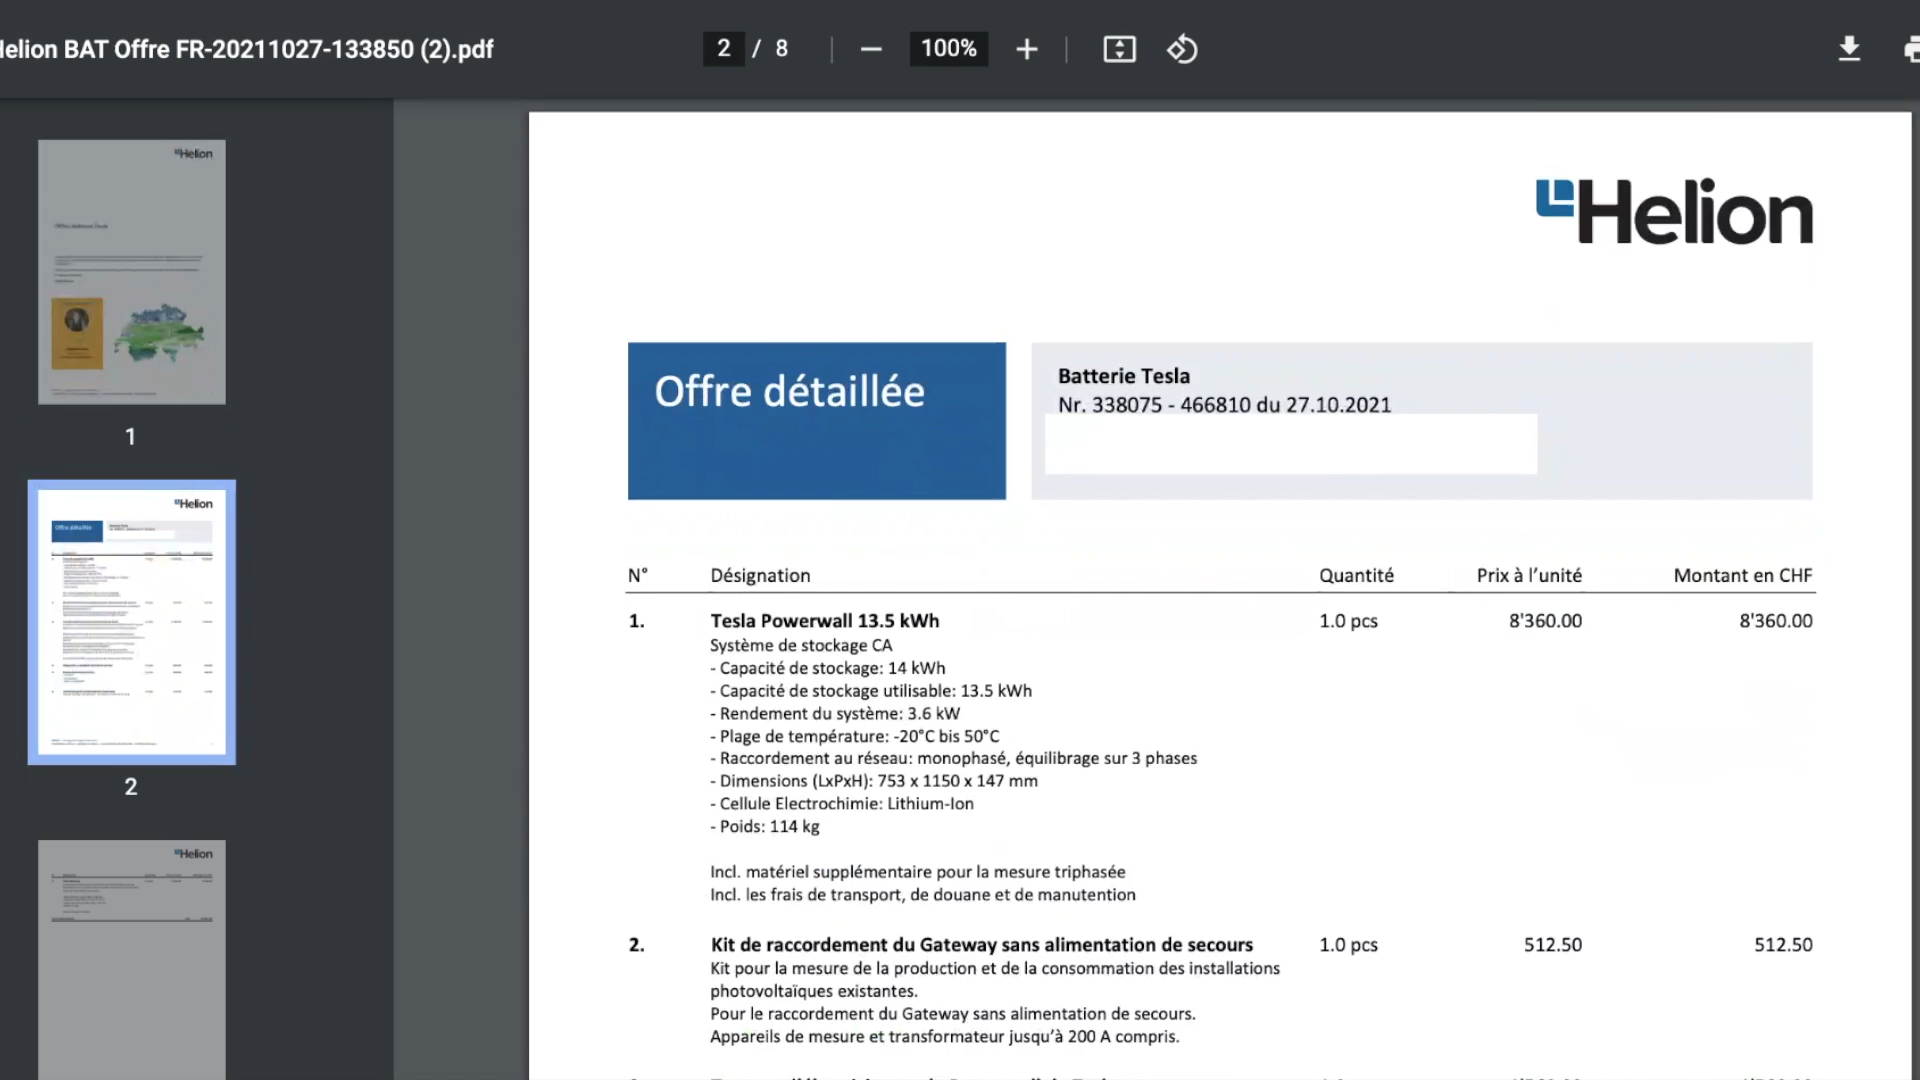 Helion BAT Offre FR-20211027-133850 (2).pdf
2 / 8
100%
Helion
1
Helion
Offre détaillée
2
Helion
Helion
Offre détaillée
Batterie Tesla
Nr. 338075 - 466810 du 27.10.2021
N° Désignation Quantité Prix à l’unité Montant en CHF
1. Tesla Powerwall 13.5 kWh 1.0 pcs 8'360.00 8'360.00
Système de stockage CA
- Capacité de stockage: 14 kWh
- Capacité de stockage utilisable: 13.5 kWh
- Rendement du système: 3.6 kW
- Plage de température: -20°C bis 50°C
- Raccordement au réseau: monophasé, équilibrage sur 3 phases
- Dimensions (LxPxH): 753 x 1150 x 147 mm
- Cellule Electrochimie: Lithium-Ion
- Poids: 114 kg
Incl. matériel supplémentaire pour la mesure triphasée
Incl. les frais de transport, de douane et de manutention
2. Kit de raccordement du Gateway sans alimentation de secours 1.0 pcs 512.50 512.50
Kit pour la mesure de la production et de la consommation des installations
photovoltaïques existantes.
Pour le raccordement du Gateway sans alimentation de secours.
Appareils de mesure et transformateur jusqu’à 200 A compris.